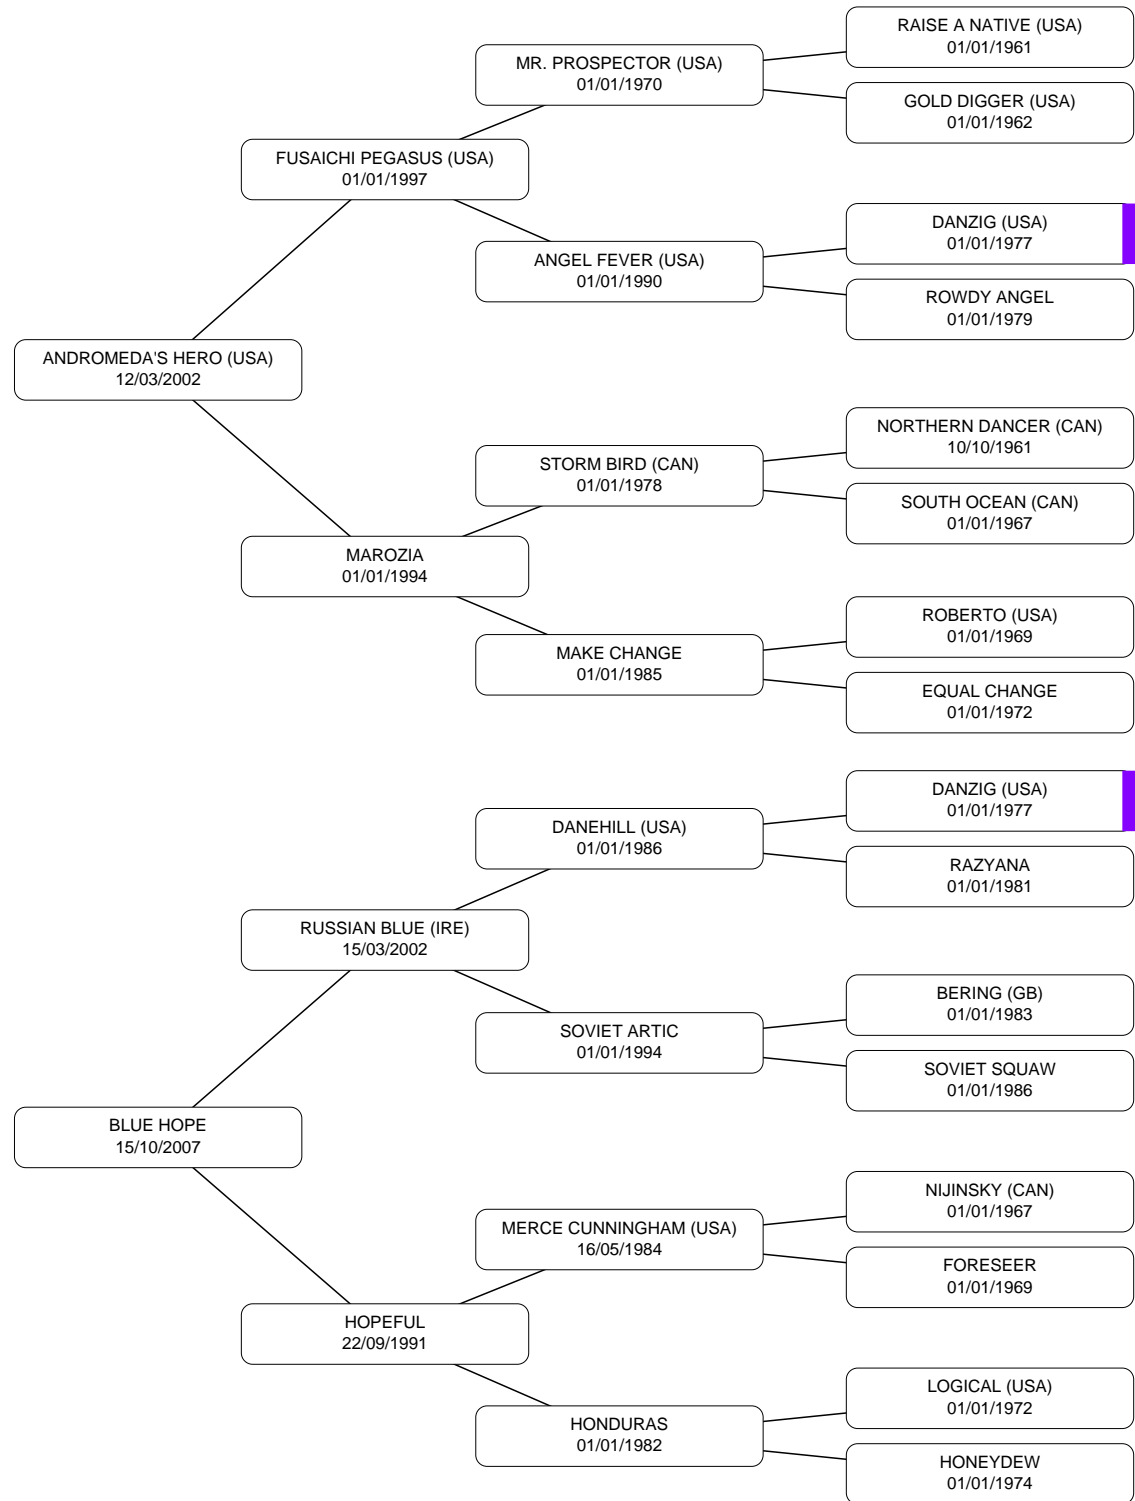 RAISE A NATIVE (USA)
01/01/1961
MR. PROSPECTOR (USA)
01/01/1970
GOLD DIGGER (USA)
01/01/1962
FUSAICHI PEGASUS (USA)
01/01/1997
DANZIG (USA)
01/01/1977
ANGEL FEVER (USA)
01/01/1990
ROWDY ANGEL
01/01/1979
ANDROMEDA'S HERO (USA)
12/03/2002
NORTHERN DANCER (CAN)
10/10/1961
STORM BIRD (CAN)
01/01/1978
SOUTH OCEAN (CAN)
01/01/1967
MAROZIA
01/01/1994
ROBERTO (USA)
01/01/1969
MAKE CHANGE
01/01/1985
EQUAL CHANGE
01/01/1972
DANZIG (USA)
01/01/1977
DANEHILL (USA)
01/01/1986
RAZYANA
01/01/1981
RUSSIAN BLUE (IRE)
15/03/2002
BERING (GB)
01/01/1983
SOVIET ARTIC
01/01/1994
SOVIET SQUAW
01/01/1986
BLUE HOPE
15/10/2007
NIJINSKY (CAN)
01/01/1967
MERCE CUNNINGHAM (USA)
16/05/1984
FORESEER
01/01/1969
HOPEFUL
22/09/1991
LOGICAL (USA)
01/01/1972
HONDURAS
01/01/1982
HONEYDEW
01/01/1974